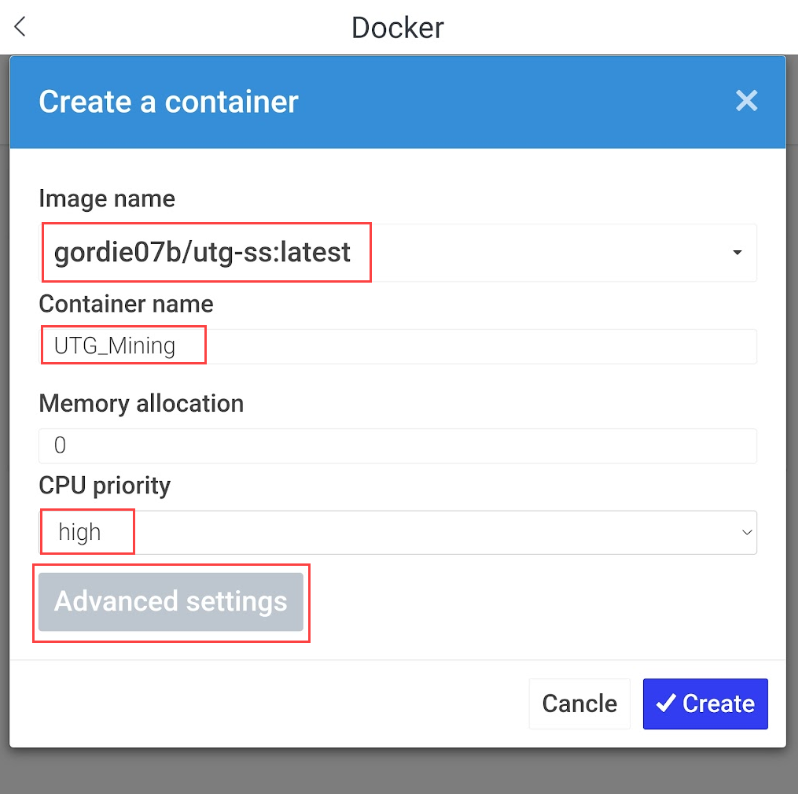 Docker
Create a container
Image name
gordie07b/utg-ss:latest
Container name
UTG_Mining
Memory allocation
0
CPU priority
high
Advanced settings
Cancle
Create